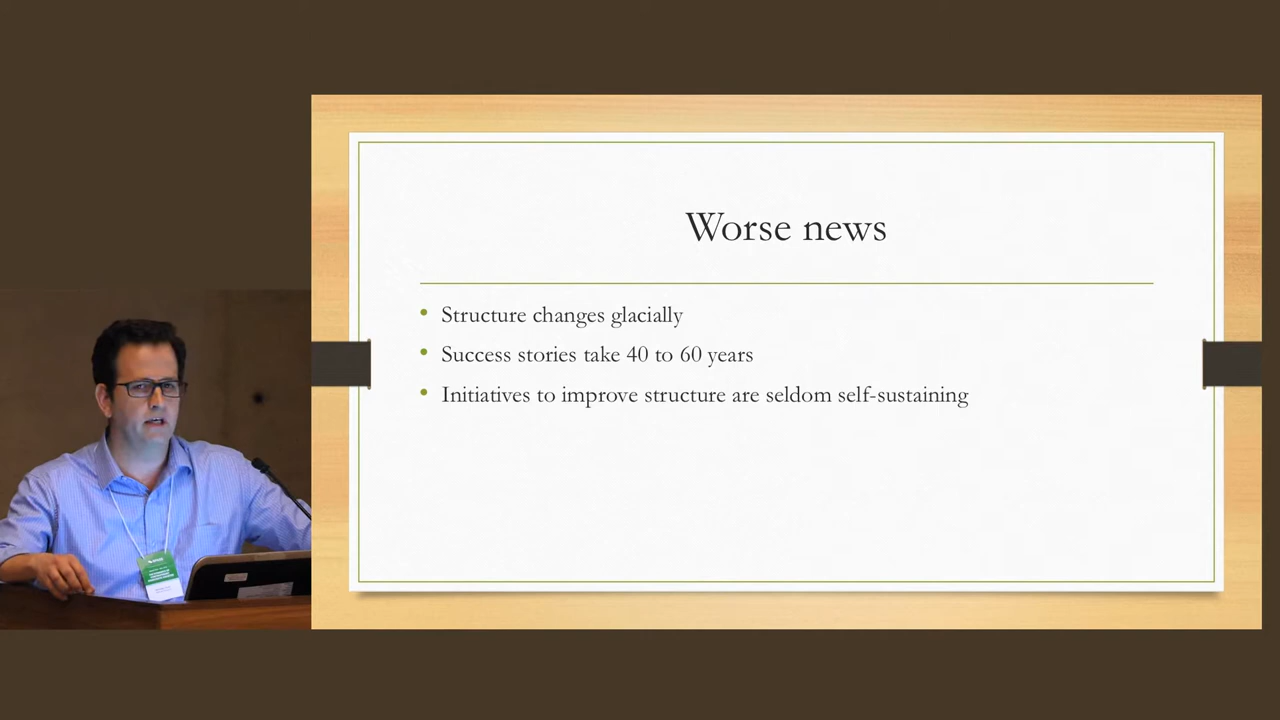 Worse news
Structure changes glacially
Success stories take 40 to 60 years
Initiatives to improve structure are seldom self-sustaining